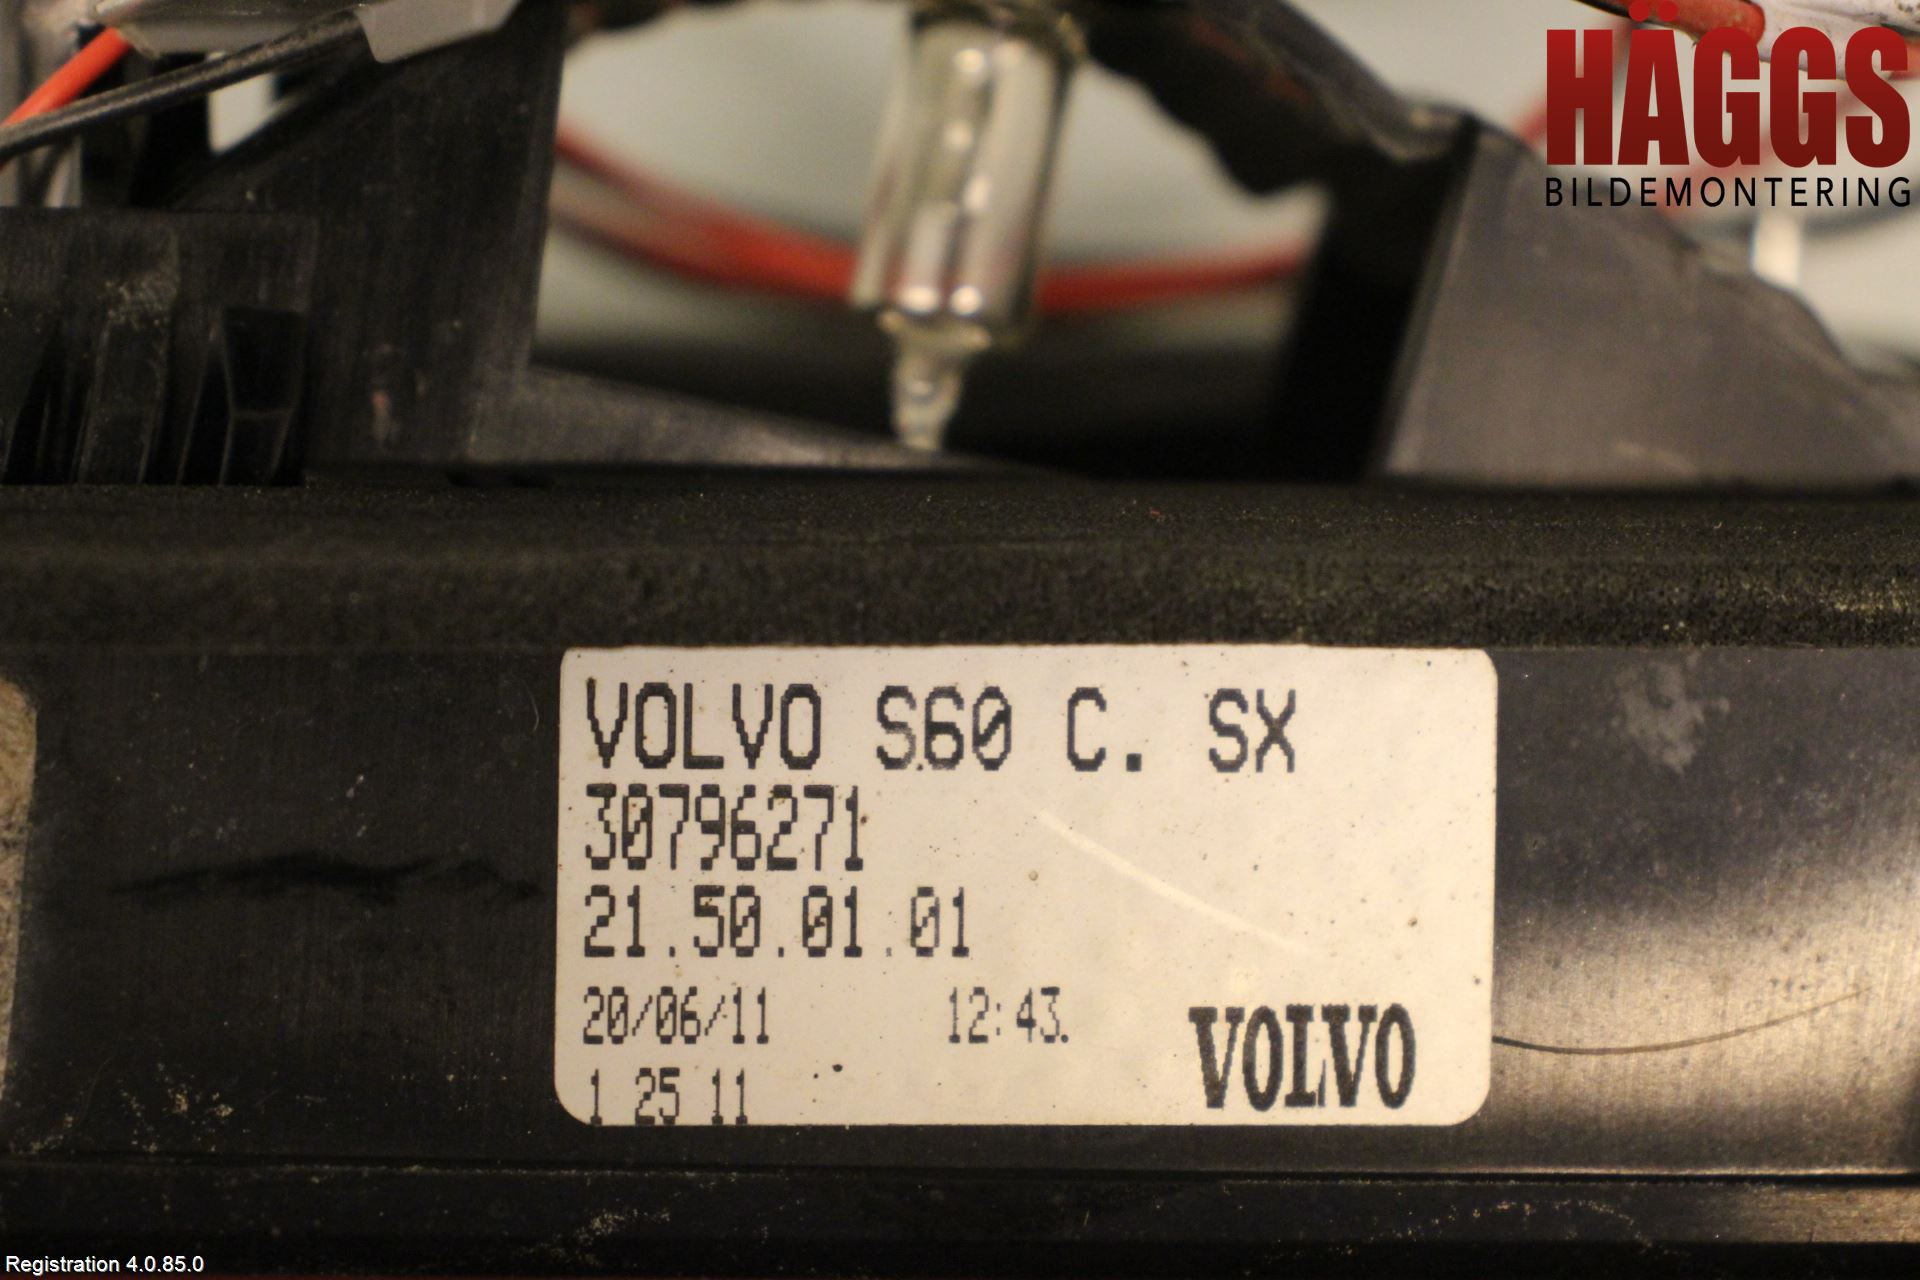 HÄGGS
BILDEMONTERING
VOLVO S60 C. SX
30796271
21.50.01.01
20/06/11 12:43.
1 25 11
VOLVO
Registration 4.0.85.0